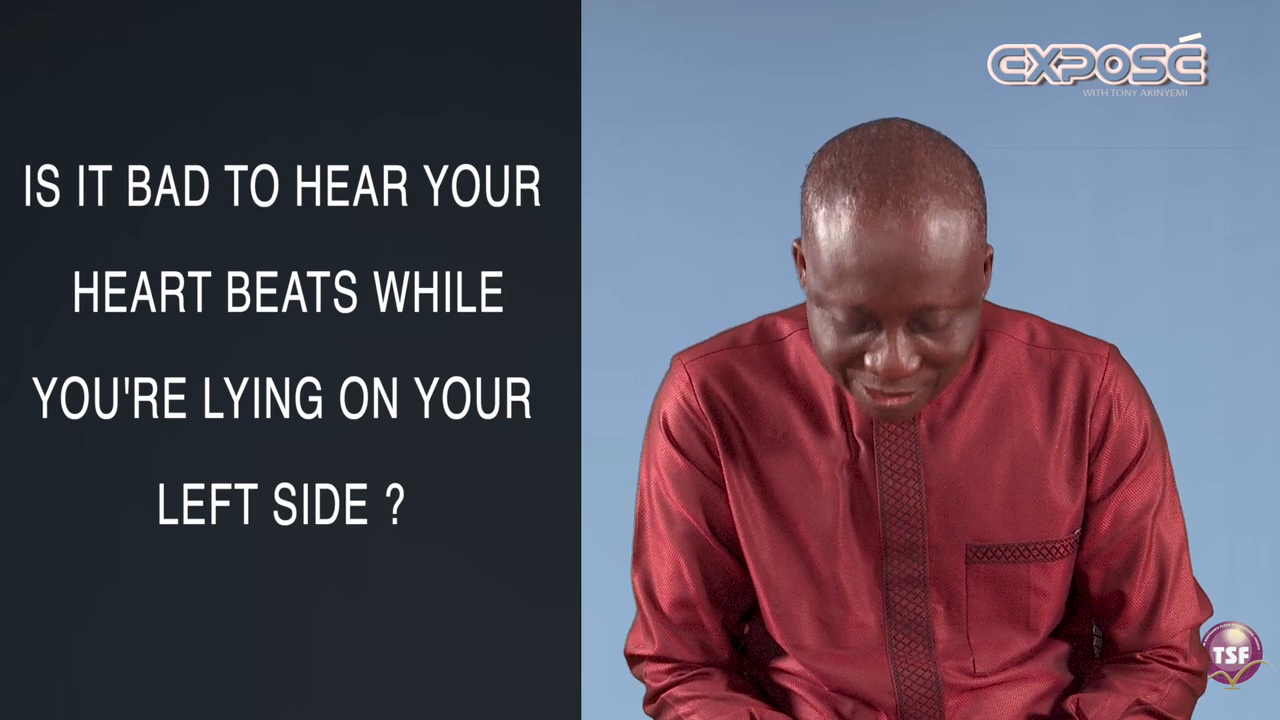 IS IT BAD TO HEAR YOUR
HEART BEATS WHILE
YOU'RE LYING ON YOUR
LEFT SIDE ?
EXPOSÉ
WITH TONY AKINYEMI
TSF